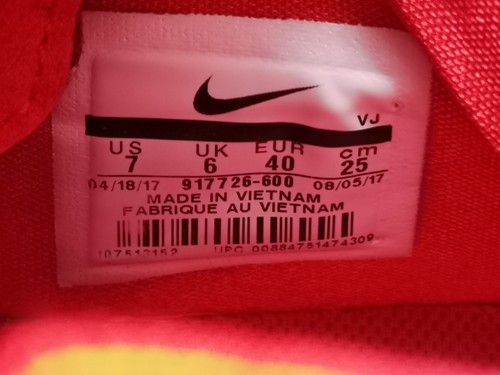 VJ
US UK EUR cm
7 6 40 25
04/18/17 917726-600 08/05/17
MADE IN VIETNAM
FABRIQUE AU VIETNAM
UPC 00884751474309